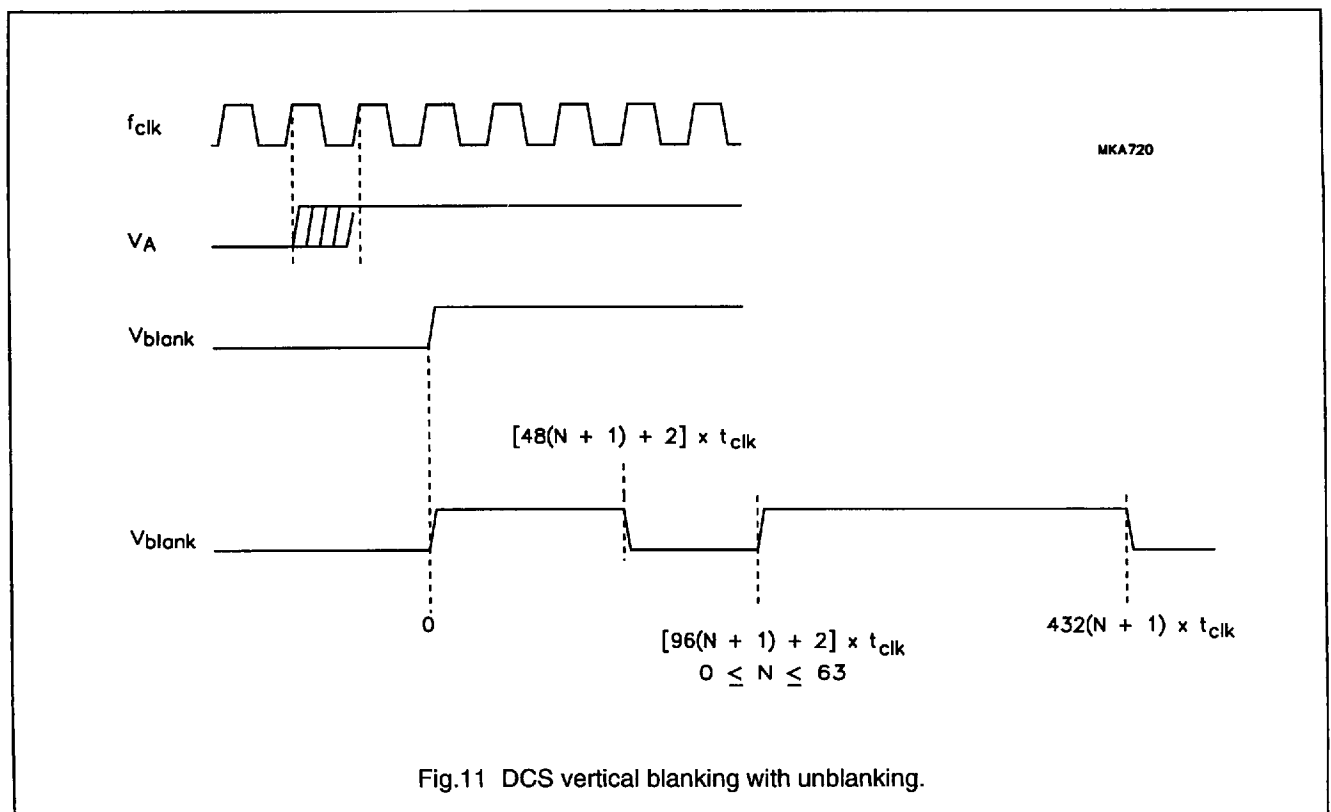 fclk
MKA720
VA
Vblank
[48(N + 1) + 2] x tclk
Vblank
0
[96(N + 1) + 2] x tclk
432(N + 1) x tclk
0 ≤ N ≤ 63
Fig.11 DCS vertical blanking with unblanking.